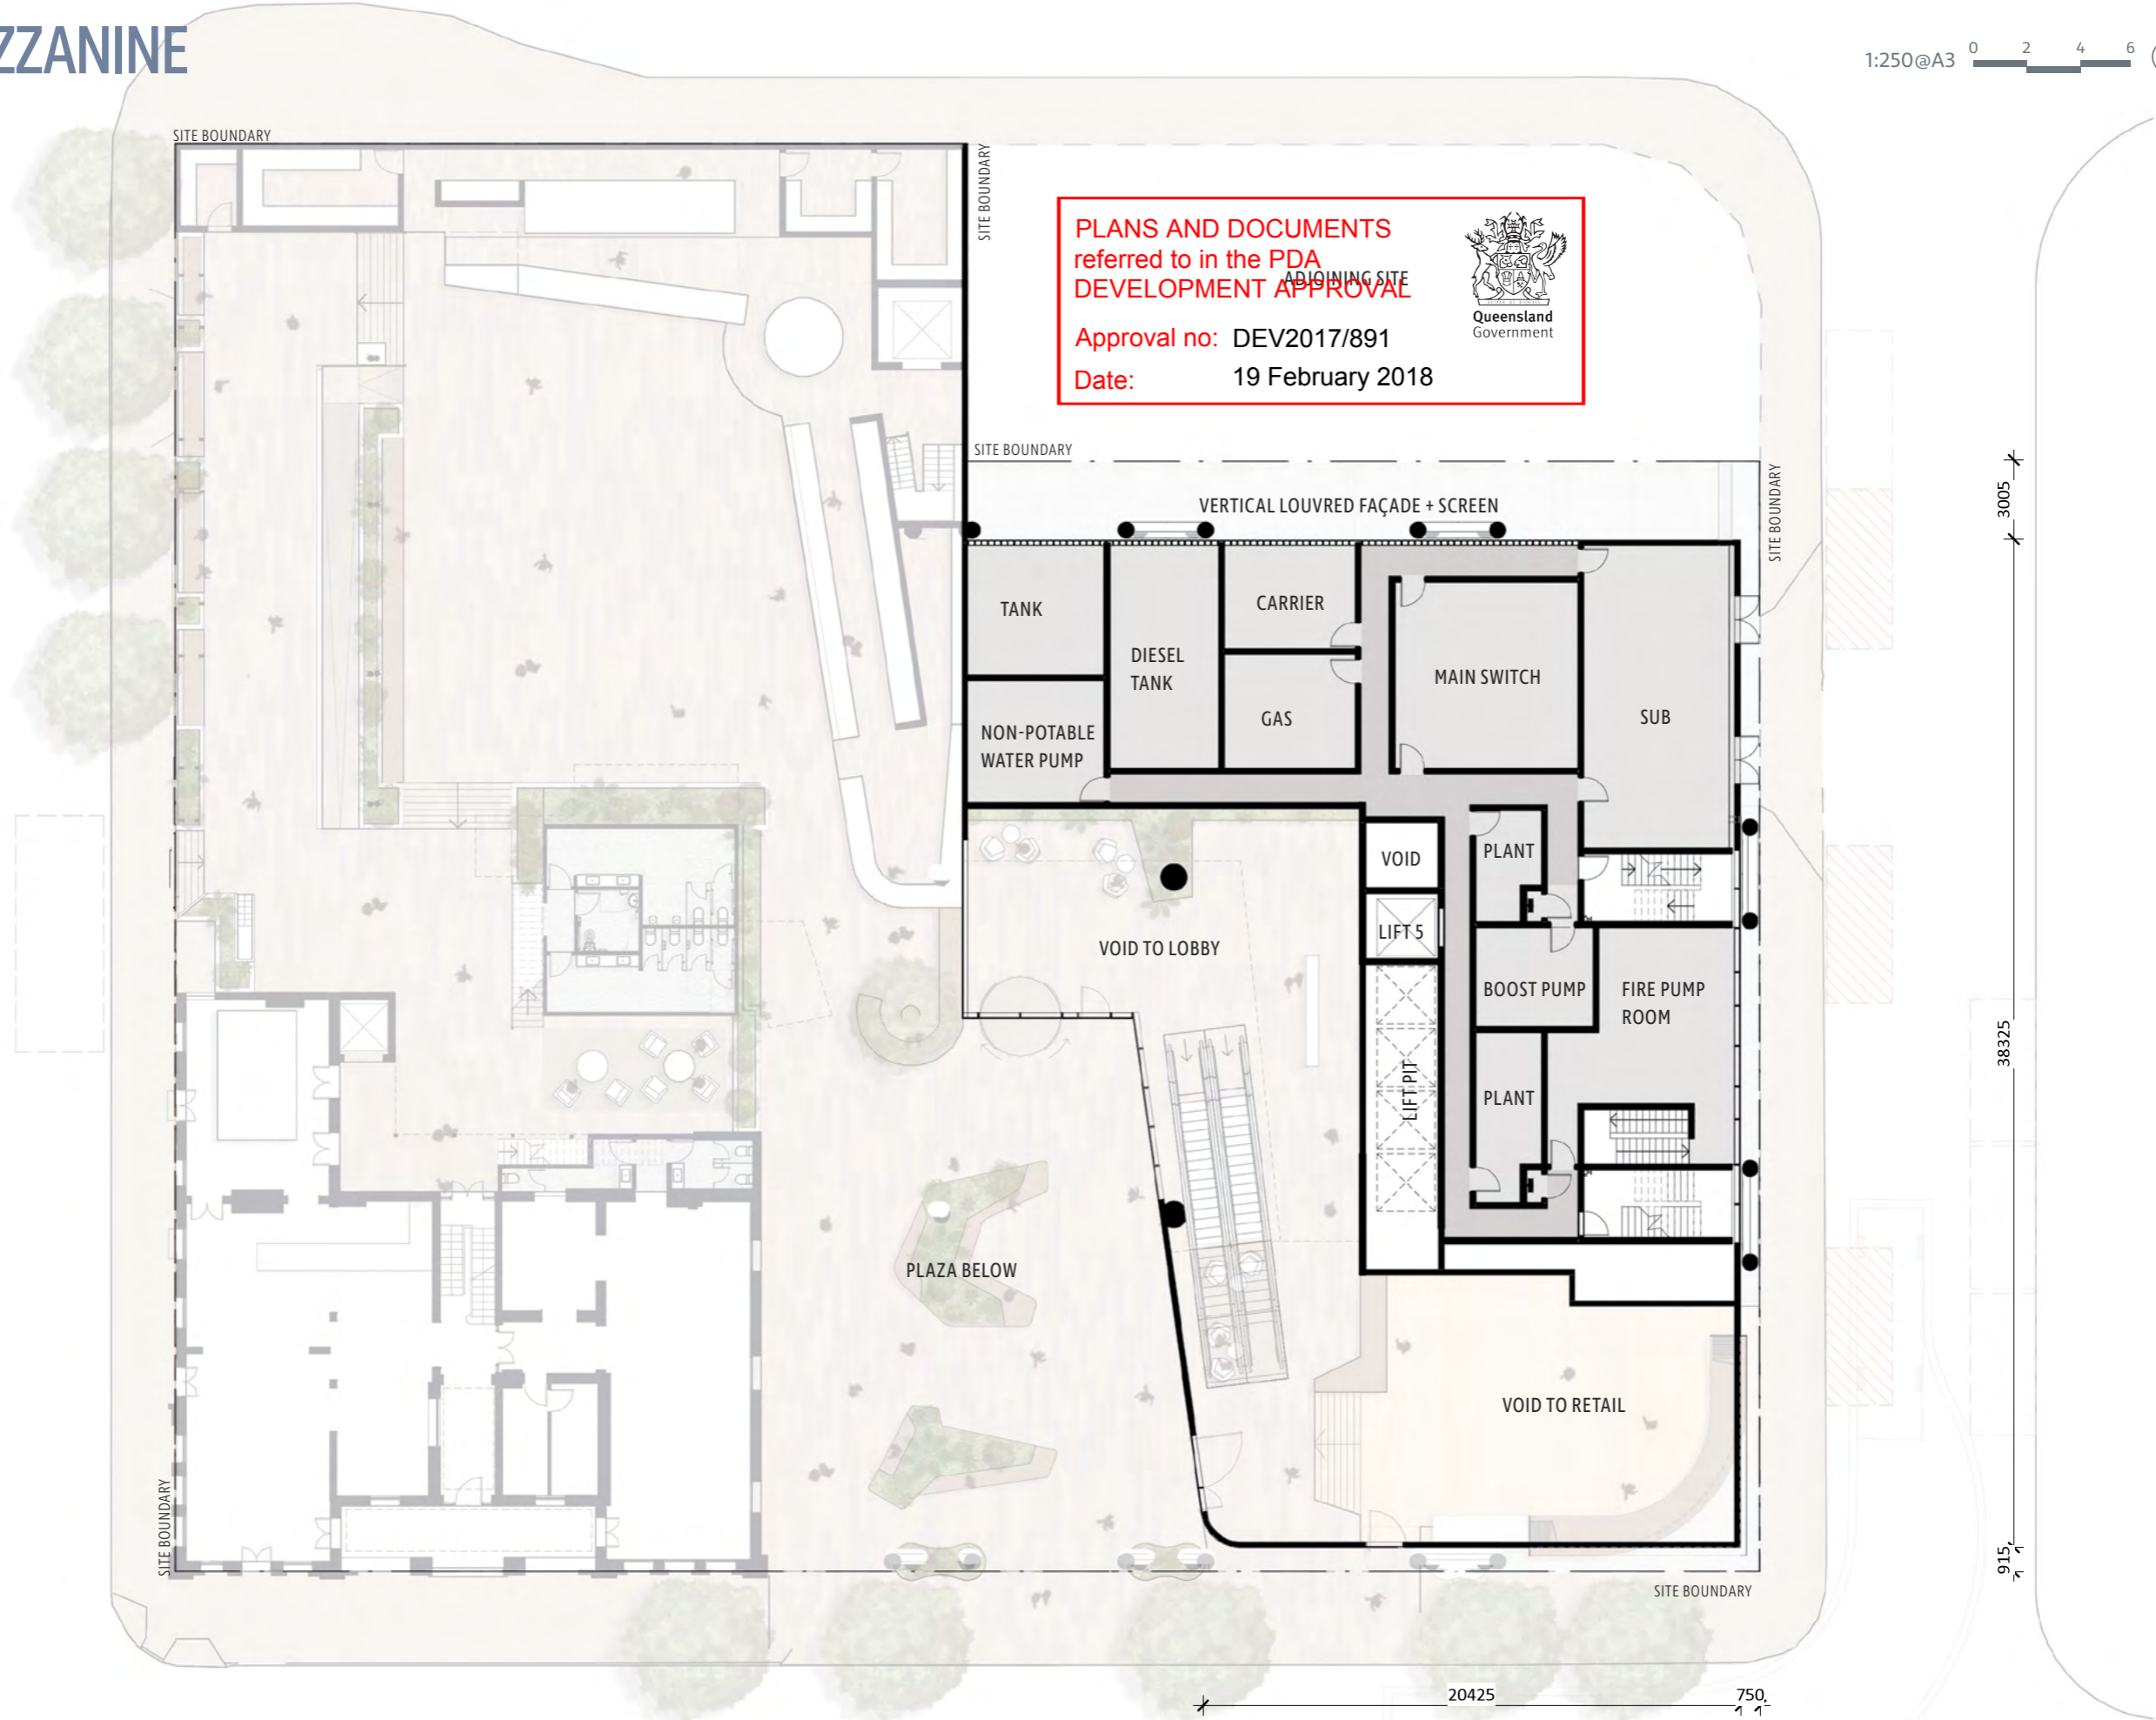 ZZANINE
1:250@A3
0 2 4 6
SITE BOUNDARY
SITE BOUNDARY
PLANS AND DOCUMENTS
referred to in the PDA
DEVELOPMENT APPROVAL
ADJOINING SITE
Approval no: DEV2017/891
Date: 19 February 2018
Queensland
Government
SITE BOUNDARY
SITE BOUNDARY
VERTICAL LOUVRED FAÇADE + SCREEN
3005
TANK
CARRIER
DIESEL
TANK
MAIN SWITCH
GAS
SUB
NON-POTABLE
WATER PUMP
VOID
PLANT
LIFT 5
VOID TO LOBBY
BOOST PUMP
FIRE PUMP
ROOM
38325
LIFT PIT
PLANT
PLAZA BELOW
VOID TO RETAIL
SITE BOUNDARY
915
SITE BOUNDARY
20425
750